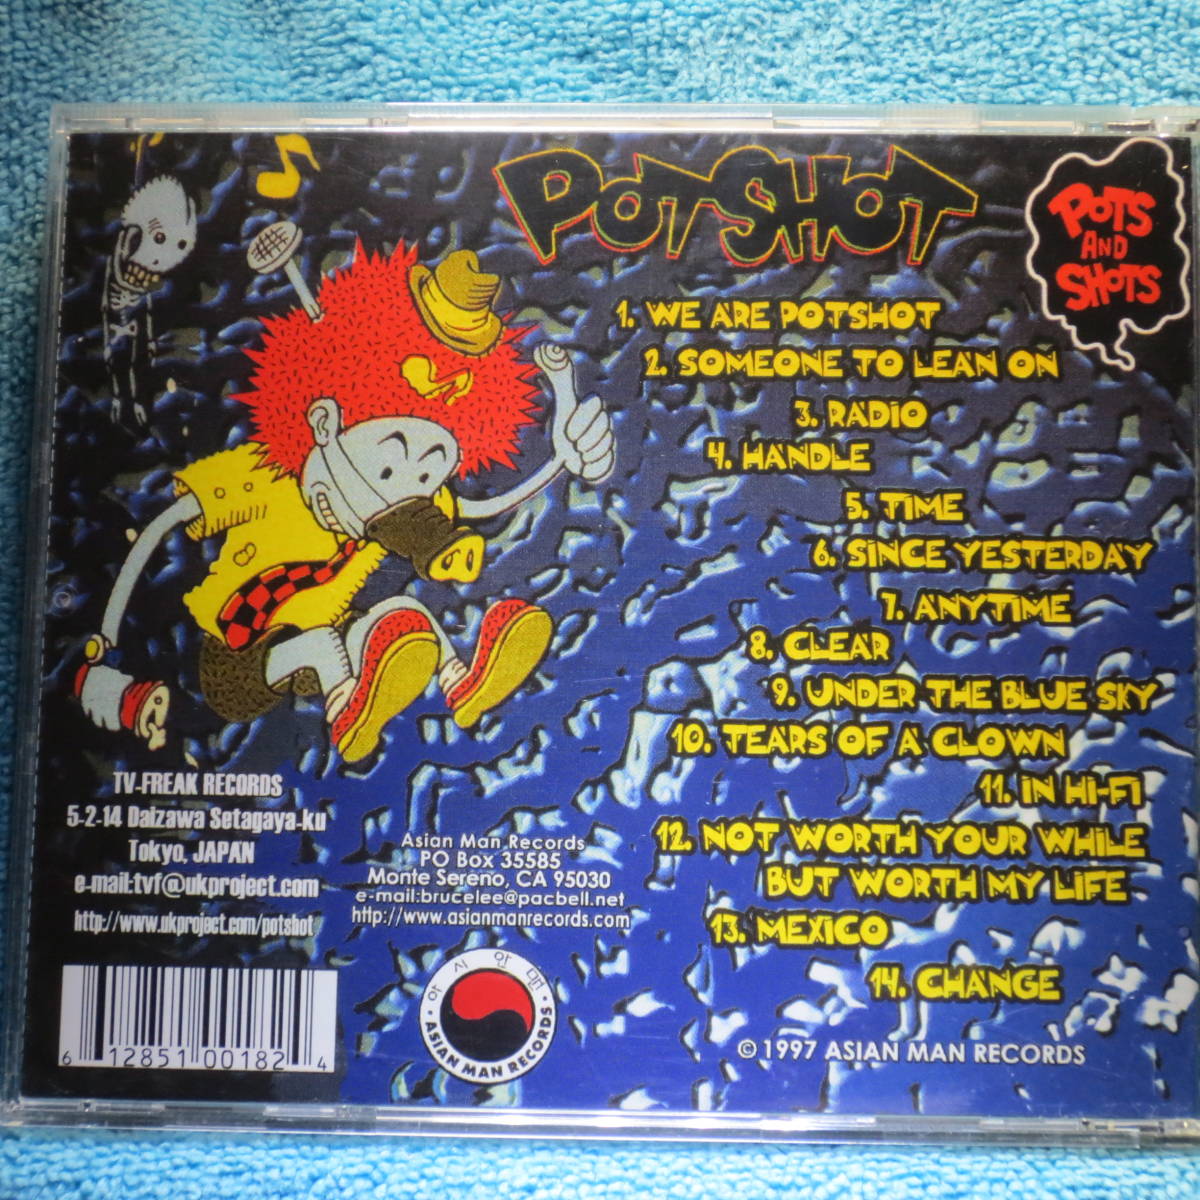 POTSHOT
POTS
AND
SHOTS
1. WE ARE POTSHOT
2. SOMEONE TO LEAN ON
3. RADIO
4. HANDLE
5. TIME
6. SINCE YESTERDAY
7. ANYTIME
8. CLEAR
9. UNDER THE BLUE SKY
10. TEARS OF A CLOWN
11. IN HI-FI
12. NOT WORTH YOUR WHILE
BUT WORTH MY LIFE
13. MEXICO
14. CHANGE
© 1997 ASIAN MAN RECORDS
TV-FREAK RECORDS
5-2-14 Daizawa Setagaya-ku
Tokyo, JAPAN
e-mail:tvf@ukproject.com
http://www.ukproject.com/potshot
Asian Man Records
PO Box 35585
Monte Sereno, CA 95030
e-mail:brucelee@pacbell.net
http://www.asianmanrecords.com
아시안맨
• ASIAN MAN RECORDS •
6 12851 00182 4